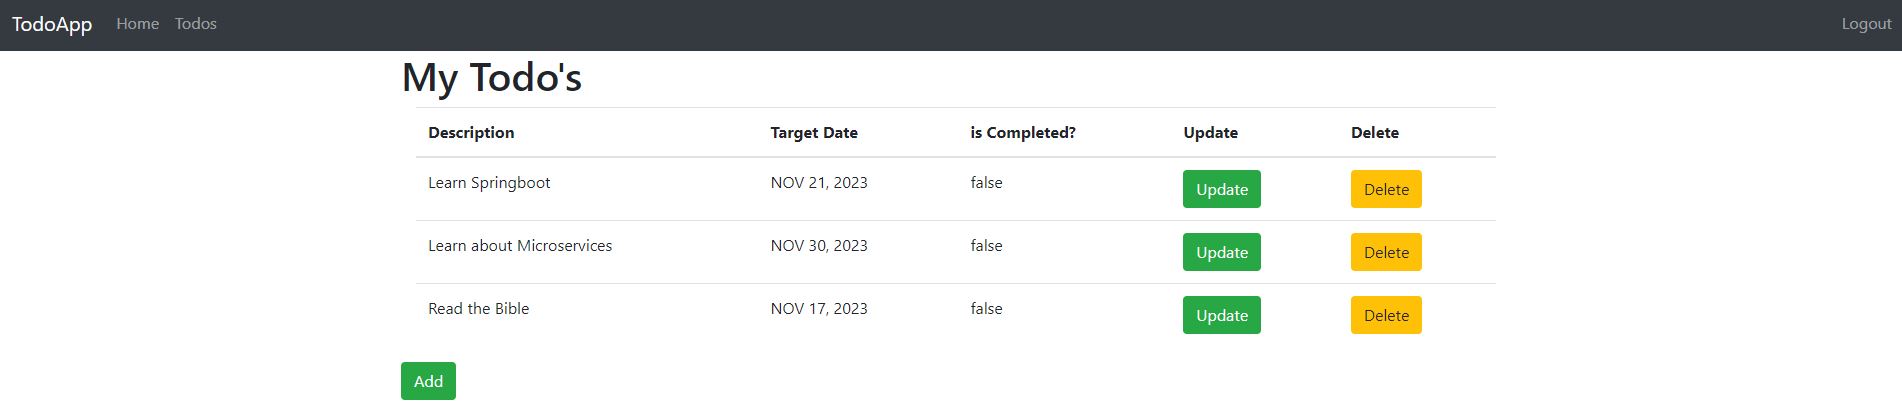 TodoApp Home Todos Logout
My Todo's
Description Target Date is Completed? Update Delete
Learn Springboot NOV 21, 2023 false Update Delete
Learn about Microservices NOV 30, 2023 false Update Delete
Read the Bible NOV 17, 2023 false Update Delete
Add